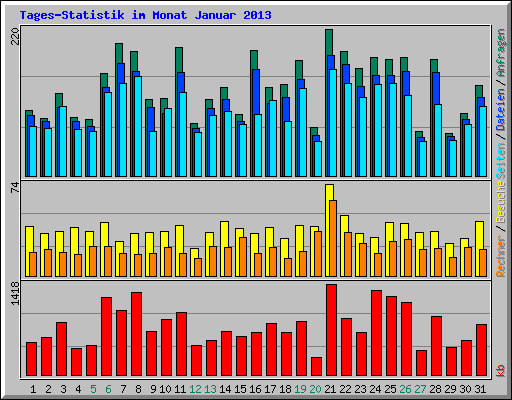 Tages-Statistik im Monat Januar 2013
220
74
1418
Rechner / Besuche Seiten / Dateien / Anfragen
kb
1 2 3 4 5 6 7 8 9 10 11 12 13 14 15 16 17 18 19 20 21 22 23 24 25 26 27 28 29 30 31